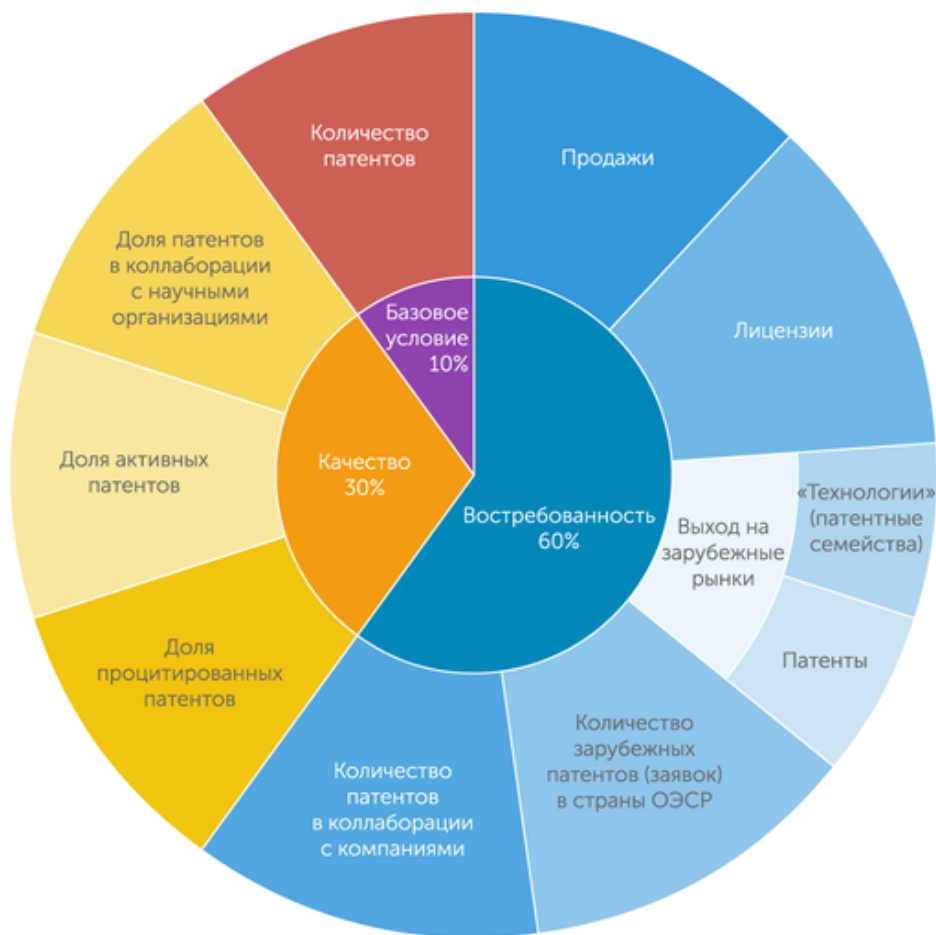 Количество
патентов
Продажи
Доля патентов
в коллаборации
с научными
организациями
Базовое
условие
10%
Лицензии
Доля активных
патентов
Качество
30%
Востребованность
60%
Выход на
зарубежные
рынки
«Технологии»
(патентные
семейства)
Патенты
Доля
процитированных
патентов
Количество
зарубежных
патентов (заявок)
в страны ОЭСР
Количество
патентов
в коллаборации
с компаниями